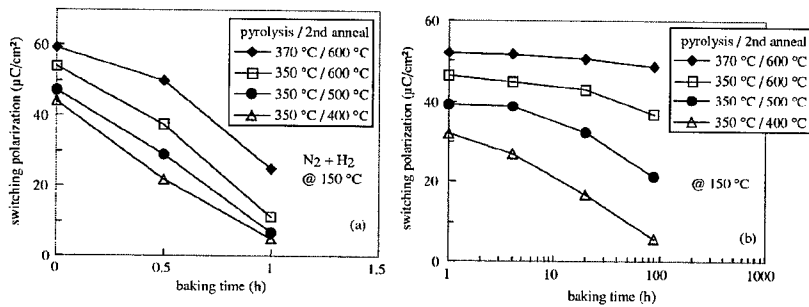 (a)
pyrolysis / 2nd anneal
370 °C / 600 °C
350 °C / 600 °C
350 °C / 500 °C
350 °C / 400 °C
N2 + H2
@ 150 °C
switching polarization (µC/cm²)
60
40
20
0
0
0.5
1
1.5
baking time (h)
pyrolysis / 2nd anneal
370 °C / 600 °C
350 °C / 600 °C
350 °C / 500 °C
350 °C / 400 °C
@ 150 °C
(b)
switching polarization (µC/cm²)
60
40
20
0
1
10
100
1000
baking time (h)